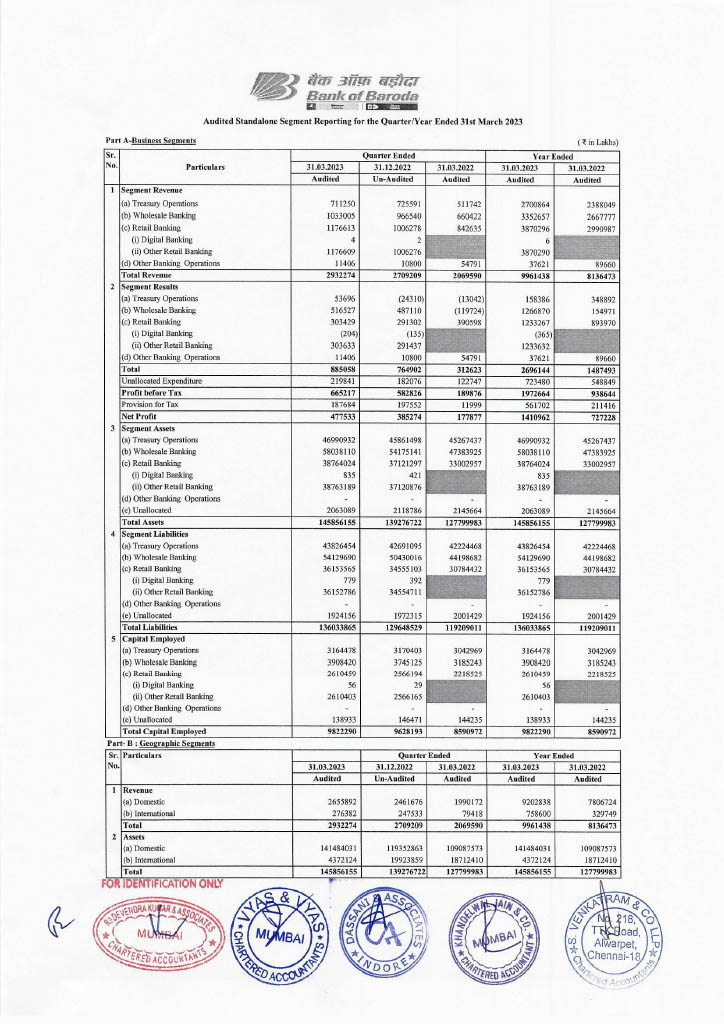 बैंक ऑफ़ बड़ौदा
Bank of Baroda
Audited Standalone Segment Reporting for the Quarter/Year Ended 31st March 2023
Part A-Business Segments (₹ in Lakhs)
Sr. No. Particulars Quarter Ended Year Ended
31.03.2023 31.12.2022 31.03.2022 31.03.2023 31.03.2022
Audited Un-Audited Audited Audited Audited
1 Segment Revenue
(a) Treasury Operations 711250 725591 511742 2700864 2388049
(b) Wholesale Banking 1033005 966540 660422 3352657 2667777
(c) Retail Banking 1176613 1006278 842635 3870296 2990987
(i) Digital Banking 4 2 6
(ii) Other Retail Banking 1176609 1006276 3870290
(d) Other Banking Operations 11406 10800 54791 37621 89660
Total Revenue 2932274 2709209 2069590 9961438 8136473
2 Segment Results
(a) Treasury Operations 53696 (24310) (13042) 158386 348892
(b) Wholesale Banking 516527 487110 (119724) 1266870 154971
(c) Retail Banking 303429 291302 390598 1233267 893970
(i) Digital Banking (204) (135) (365)
(ii) Other Retail Banking 303633 291437 1233632
(d) Other Banking Operations 11406 10800 54791 37621 89660
Total 885058 764902 312623 2696144 1487493
Unallocated Expenditure 219841 182076 122747 723480 548849
Profit before Tax 665217 582826 189876 1972664 938644
Provision for Tax 187684 197552 11999 561702 211416
Net Profit 477533 385274 177877 1410962 727228
3 Segment Assets
(a) Treasury Operations 46990932 45861498 45267437 46990932 45267437
(b) Wholesale Banking 58038110 54175141 47383925 58038110 47383925
(c) Retail Banking 38764024 37121297 33002957 38764024 33002957
(i) Digital Banking 835 421 835
(ii) Other Retail Banking 38763189 37120876 38763189
(d) Other Banking Operations - - - - -
(e) Unallocated 2063089 2118786 2145664 2063089 2145664
Total Assets 145856155 139276722 127799983 145856155 127799983
4 Segment Liabilities
(a) Treasury Operations 43826454 42691095 42224468 43826454 42224468
(b) Wholesale Banking 54129690 50430016 44198682 54129690 44198682
(c) Retail Banking 36153565 34555103 30784432 36153565 30784432
(i) Digital Banking 779 392 779
(ii) Other Retail Banking 36152786 34554711 36152786
(d) Other Banking Operations - - - - -
(e) Unallocated 1924156 1972315 2001429 1924156 2001429
Total Liabilities 136033865 129648529 119209011 136033865 119209011
5 Capital Employed
(a) Treasury Operations 3164478 3170403 3042969 3164478 3042969
(b) Wholesale Banking 3908420 3745125 3185243 3908420 3185243
(c) Retail Banking 2610459 2566194 2218525 2610459 2218525
(i) Digital Banking 56 29 56
(ii) Other Retail Banking 2610403 2566165 2610403
(d) Other Banking Operations - - - - -
(e) Unallocated 138933 146471 144235 138933 144235
Total Capital Employed 9822290 9628193 8590972 9822290 8590972
Part- B : Geographic Segments
Sr. No. Particulars Quarter Ended Year Ended
31.03.2023 31.12.2022 31.03.2022 31.03.2023 31.03.2022
Audited Un-Audited Audited Audited Audited
1 Revenue
(a) Domestic 2655892 2461676 1990172 9202838 7806724
(b) International 276382 247533 79418 758600 329749
Total 2932274 2709209 2069590 9961438 8136473
2 Assets
(a) Domestic 141484031 119352863 109087573 141484031 109087573
(b) International 4372124 19923859 18712410 4372124 18712410
Total 145856155 139276722 127799983 145856155 127799983
FOR IDENTIFICATION ONLY
R. DEVENDRA KUMAR & ASSOCIATES
MUMBAI
CHARTERED ACCOUNTANTS
VYAS & VYAS
MUMBAI
CHARTERED ACCOUNTANTS
DASSANI & ASSOCIATES
INDORE
KHANDELWAL JAIN & CO.
MUMBAI
CHARTERED ACCOUNTANTS
S. VENKATRAM & CO LLP
No. 218,
TTK Road,
Alwarpet,
Chennai-18
Chartered Accountants